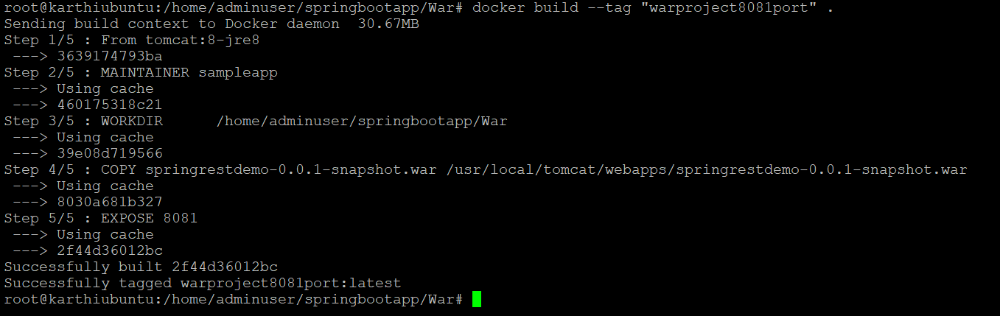 root@karthiubuntu:/home/adminuser/springbootapp/War# docker build --tag "warproject8081port" .
Sending build context to Docker daemon  30.67MB
Step 1/5 : From tomcat:8-jre8
 ---> 3639174793ba
Step 2/5 : MAINTAINER sampleapp
 ---> Using cache
 ---> 460175318c21
Step 3/5 : WORKDIR      /home/adminuser/springbootapp/War
 ---> Using cache
 ---> 39e08d719566
Step 4/5 : COPY springrestdemo-0.0.1-snapshot.war /usr/local/tomcat/webapps/springrestdemo-0.0.1-snapshot.war
 ---> Using cache
 ---> 8030a681b327
Step 5/5 : EXPOSE 8081
 ---> Using cache
 ---> 2f44d36012bc
Successfully built 2f44d36012bc
Successfully tagged warproject8081port:latest
root@karthiubuntu:/home/adminuser/springbootapp/War#